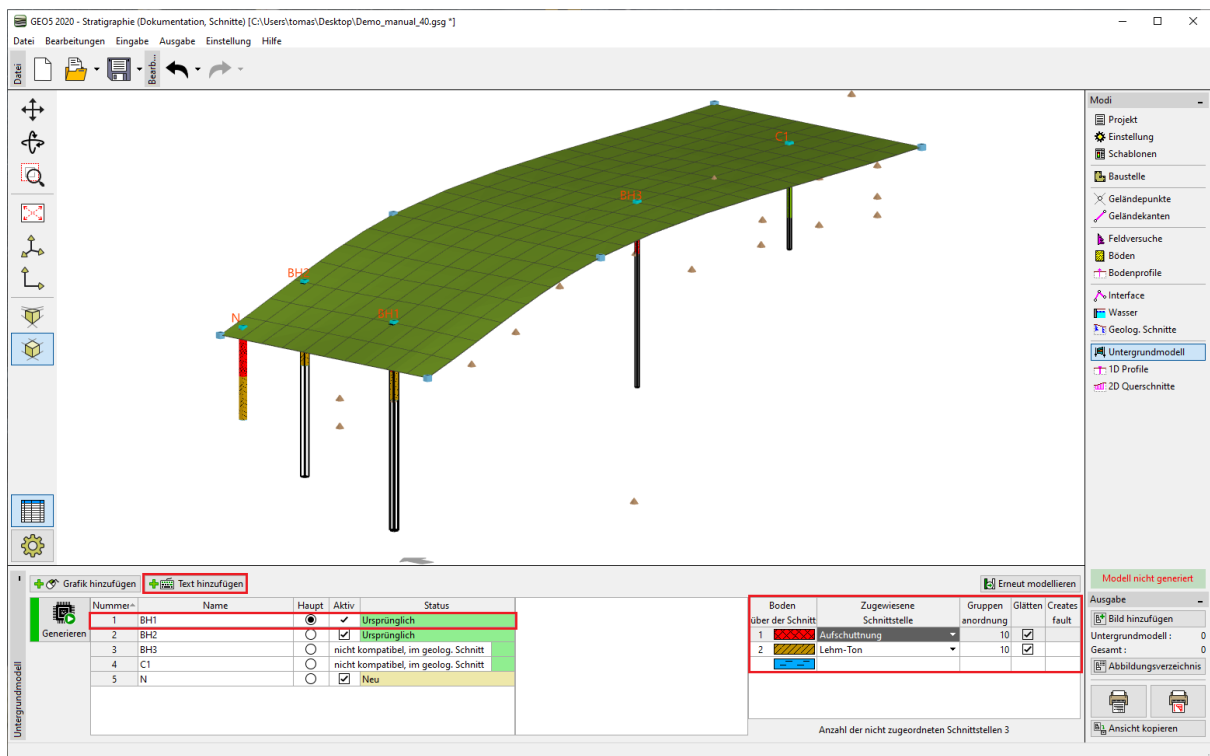 GEO5 2020 - Stratigraphie (Dokumentation, Schnitte) [C:\Users\tomas\Desktop\Demo_manual_40.gsg *]
Datei Bearbeitungen Eingabe Ausgabe Einstellung Hilfe
Datei
Bearb...
C1
BH3
BH2
BH1
N
Modi
Projekt
Einstellung
Schablonen
Baustelle
Geländepunkte
Geländekanten
Feldversuche
Böden
Bodenprofile
Interface
Wasser
Geolog. Schnitte
Untergrundmodell
1D Profile
2D Querschnitte
Grafik hinzufügen Text hinzufügen Erneut modellieren
Generieren
Nummer Name Haupt Aktiv Status
1 BH1 Ursprünglich
2 BH2 Ursprünglich
3 BH3 nicht kompatibel, im geolog. Schnitt
4 C1 nicht kompatibel, im geolog. Schnitt
5 N Neu
Boden Zugewiesene Gruppen Glätten Creates
über der Schnitt Schnittstelle anordnung fault
1 Aufschuttnung 10
2 Lehm-Ton 10
Anzahl der nicht zugeordneten Schnittstellen 3
Untergrundmodell
Modell nicht generiert
Ausgabe
Bild hinzufügen
Untergrundmodell : 0
Gesamt : 0
Abbildungsverzeichnis
Ansicht kopieren